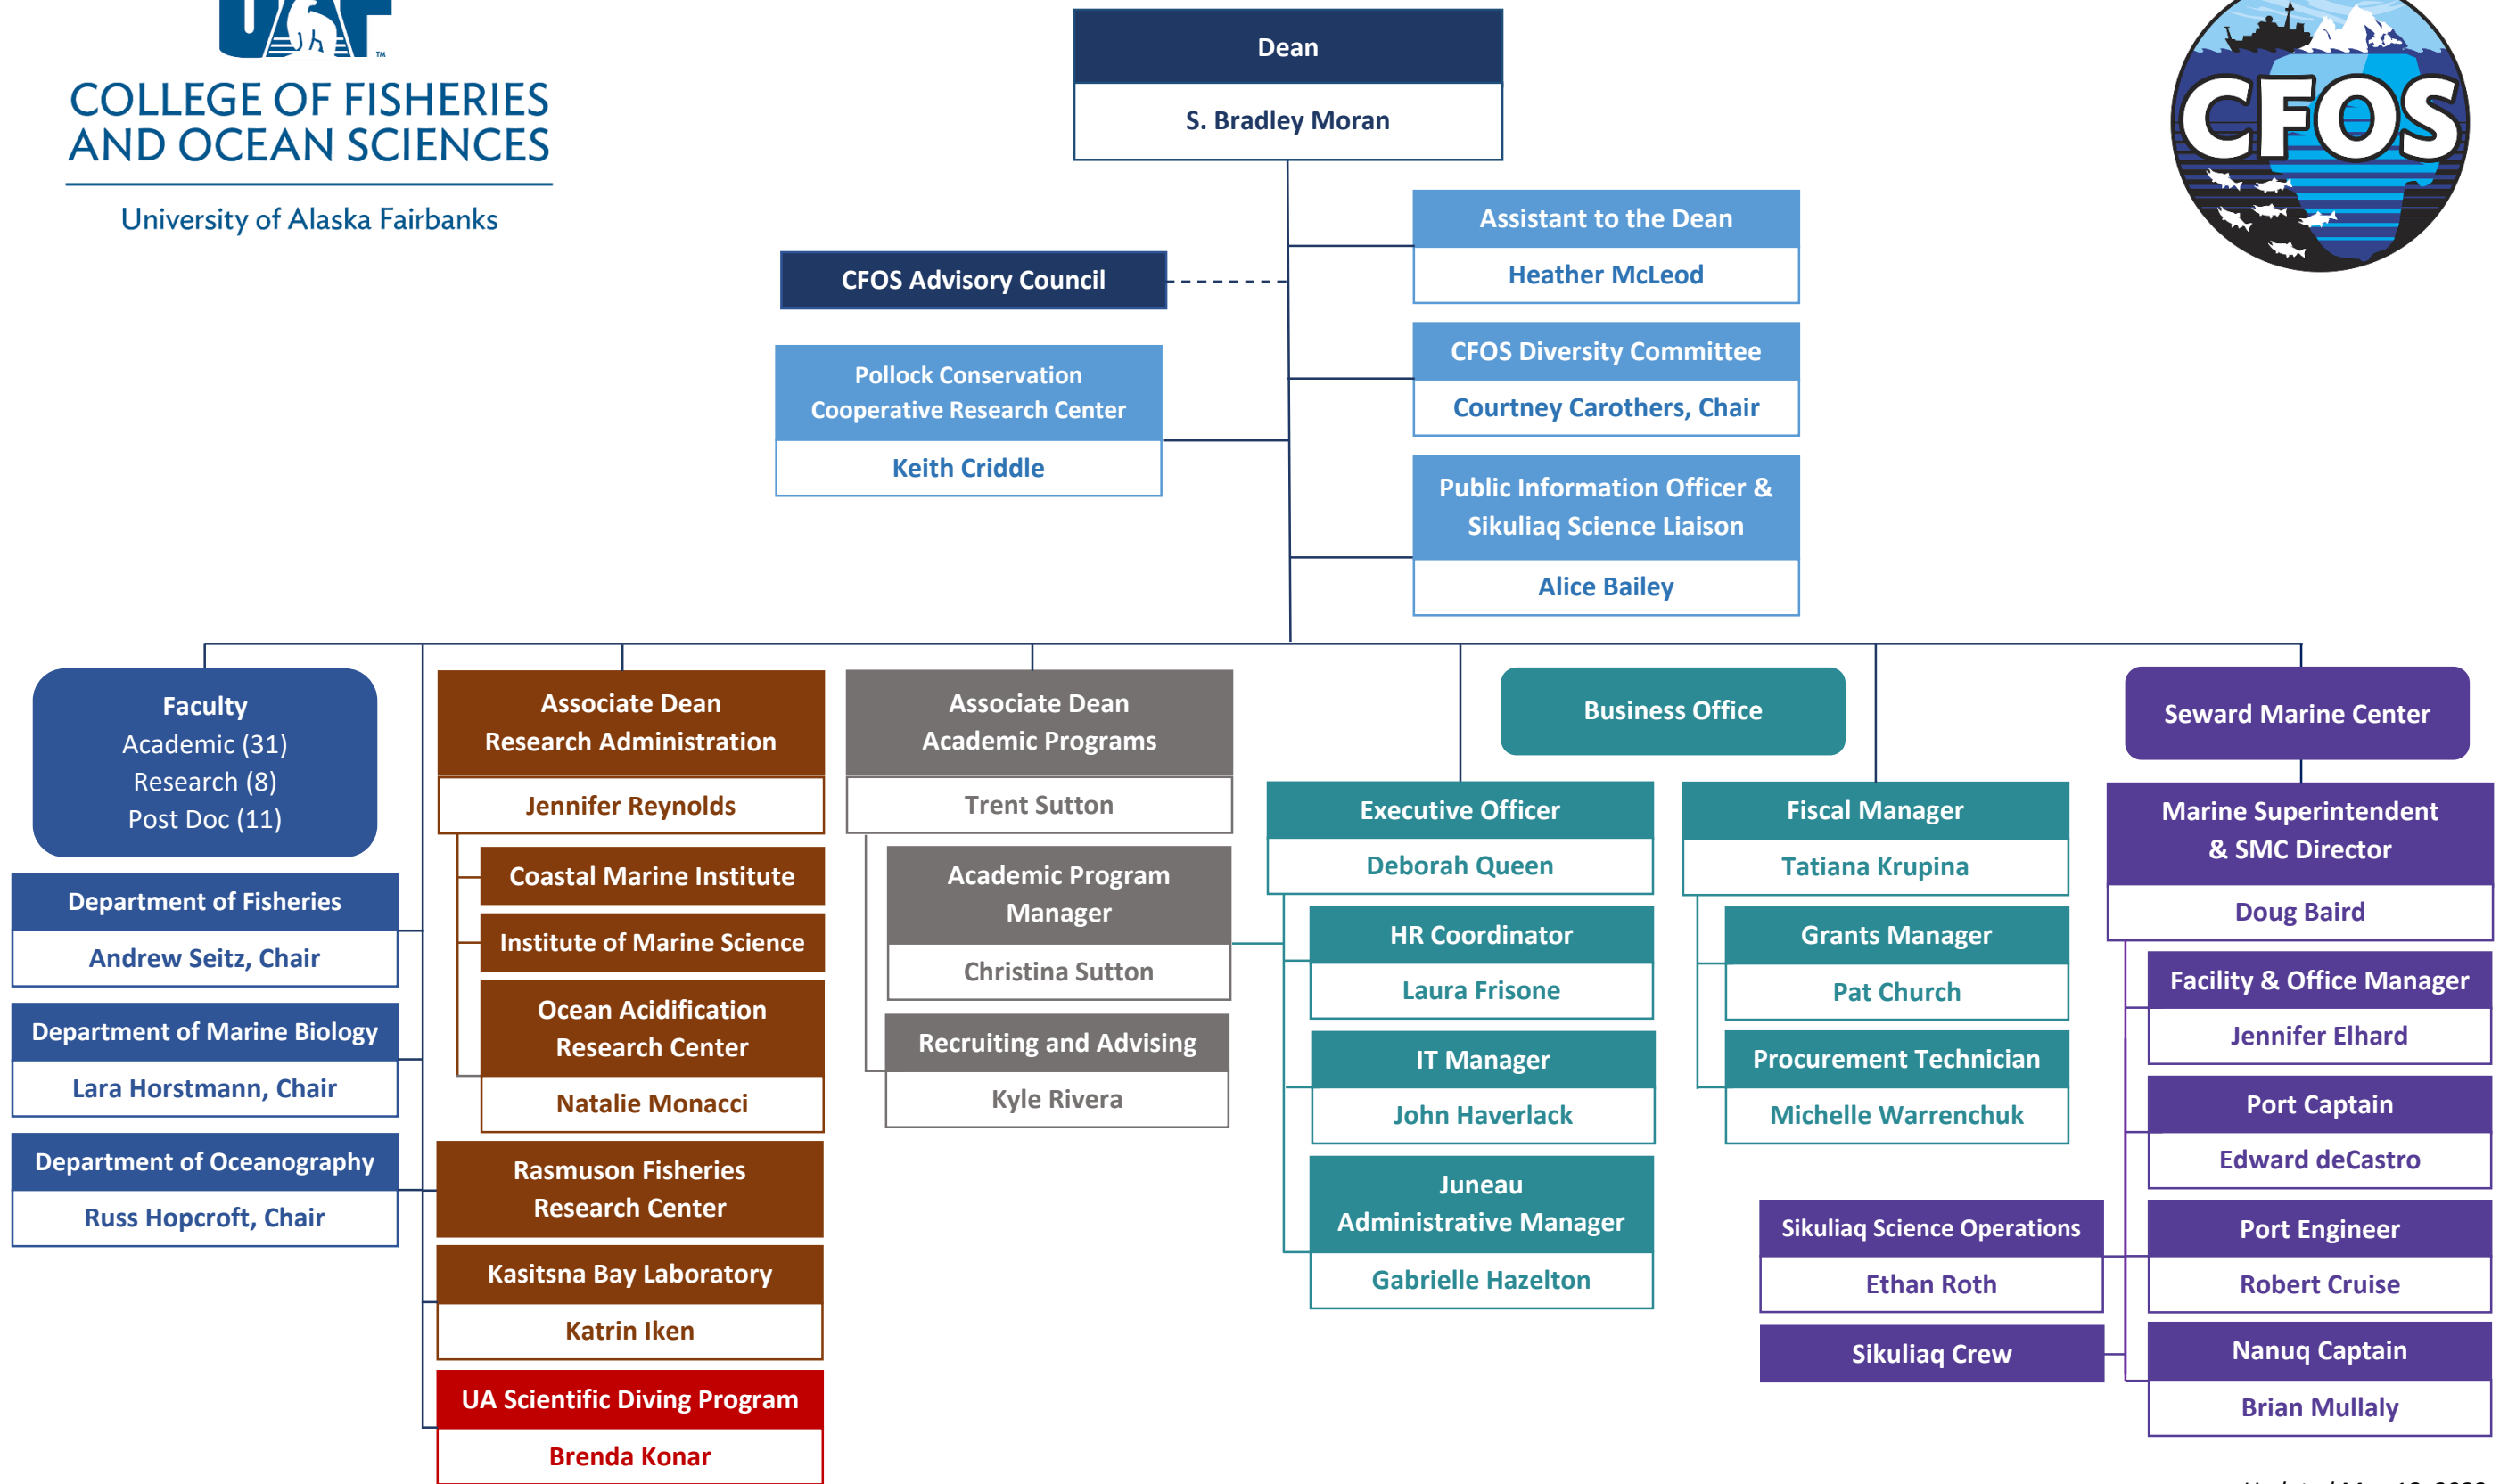 UAF
TM
COLLEGE OF FISHERIES
AND OCEAN SCIENCES
University of Alaska Fairbanks
Dean
S. Bradley Moran
CFOS
Assistant to the Dean
Heather McLeod
CFOS Advisory Council
CFOS Diversity Committee
Courtney Carothers, Chair
Pollock Conservation
Cooperative Research Center
Keith Criddle
Public Information Officer &
Sikuliaq Science Liaison
Alice Bailey
Faculty
Academic (31)
Research (8)
Post Doc (11)
Department of Fisheries
Andrew Seitz, Chair
Department of Marine Biology
Lara Horstmann, Chair
Department of Oceanography
Russ Hopcroft, Chair
Associate Dean
Research Administration
Jennifer Reynolds
Coastal Marine Institute
Institute of Marine Science
Ocean Acidification
Research Center
Natalie Monacci
Rasmuson Fisheries
Research Center
Kasitsna Bay Laboratory
Katrin Iken
UA Scientific Diving Program
Brenda Konar
Associate Dean
Academic Programs
Trent Sutton
Academic Program
Manager
Christina Sutton
Recruiting and Advising
Kyle Rivera
Business Office
Executive Officer
Deborah Queen
HR Coordinator
Laura Frisone
IT Manager
John Haverlack
Juneau
Administrative Manager
Gabrielle Hazelton
Fiscal Manager
Tatiana Krupina
Grants Manager
Pat Church
Procurement Technician
Michelle Warrenchuk
Seward Marine Center
Marine Superintendent
& SMC Director
Doug Baird
Facility & Office Manager
Jennifer Elhard
Port Captain
Edward deCastro
Sikuliaq Science Operations
Ethan Roth
Port Engineer
Robert Cruise
Sikuliaq Crew
Nanuq Captain
Brian Mullaly